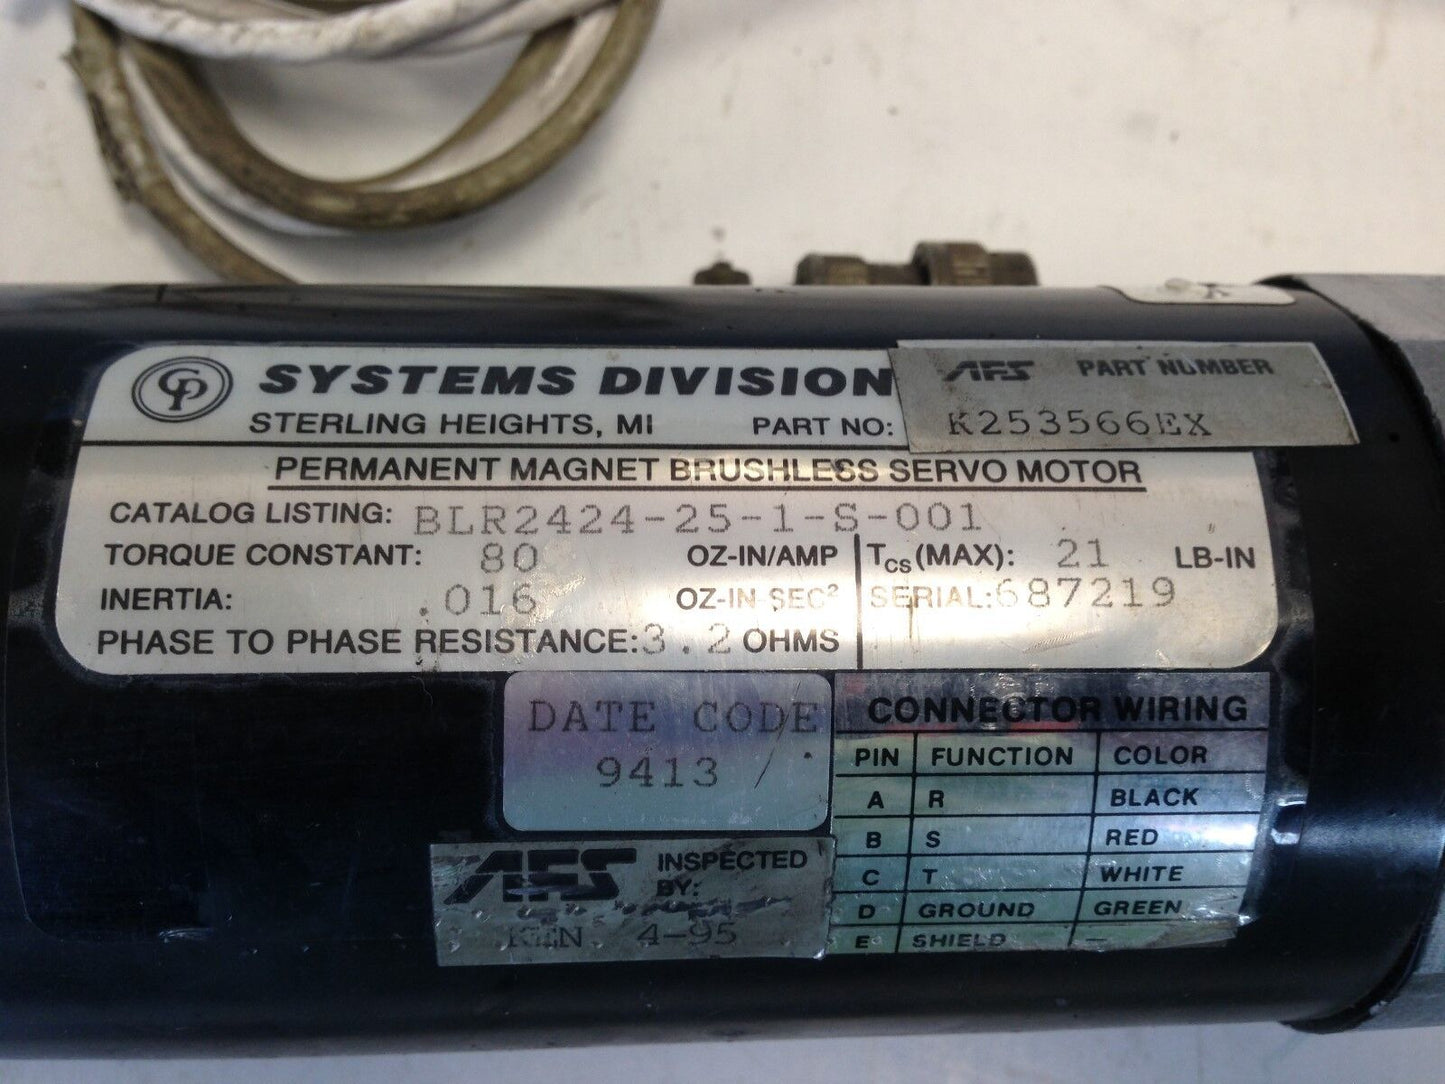 CP SYSTEMS DIVISION
STERLING HEIGHTS, MI PART NO:
AFS PART NUMBER
K253566EX
PERMANENT MAGNET BRUSHLESS SERVO MOTOR
CATALOG LISTING: BLR2424-25-1-S-001
TORQUE CONSTANT: 80 OZ-IN/AMP TCS (MAX): 21 LB-IN
INERTIA: .016 OZ-IN-SEC² SERIAL: 687219
PHASE TO PHASE RESISTANCE: 3.2 OHMS
DATE CODE
9413
AFS INSPECTED
BY:
KEN 4-95
CONNECTOR WIRING
PIN FUNCTION COLOR
A R BLACK
B S RED
C T WHITE
D GROUND GREEN
E SHIELD –